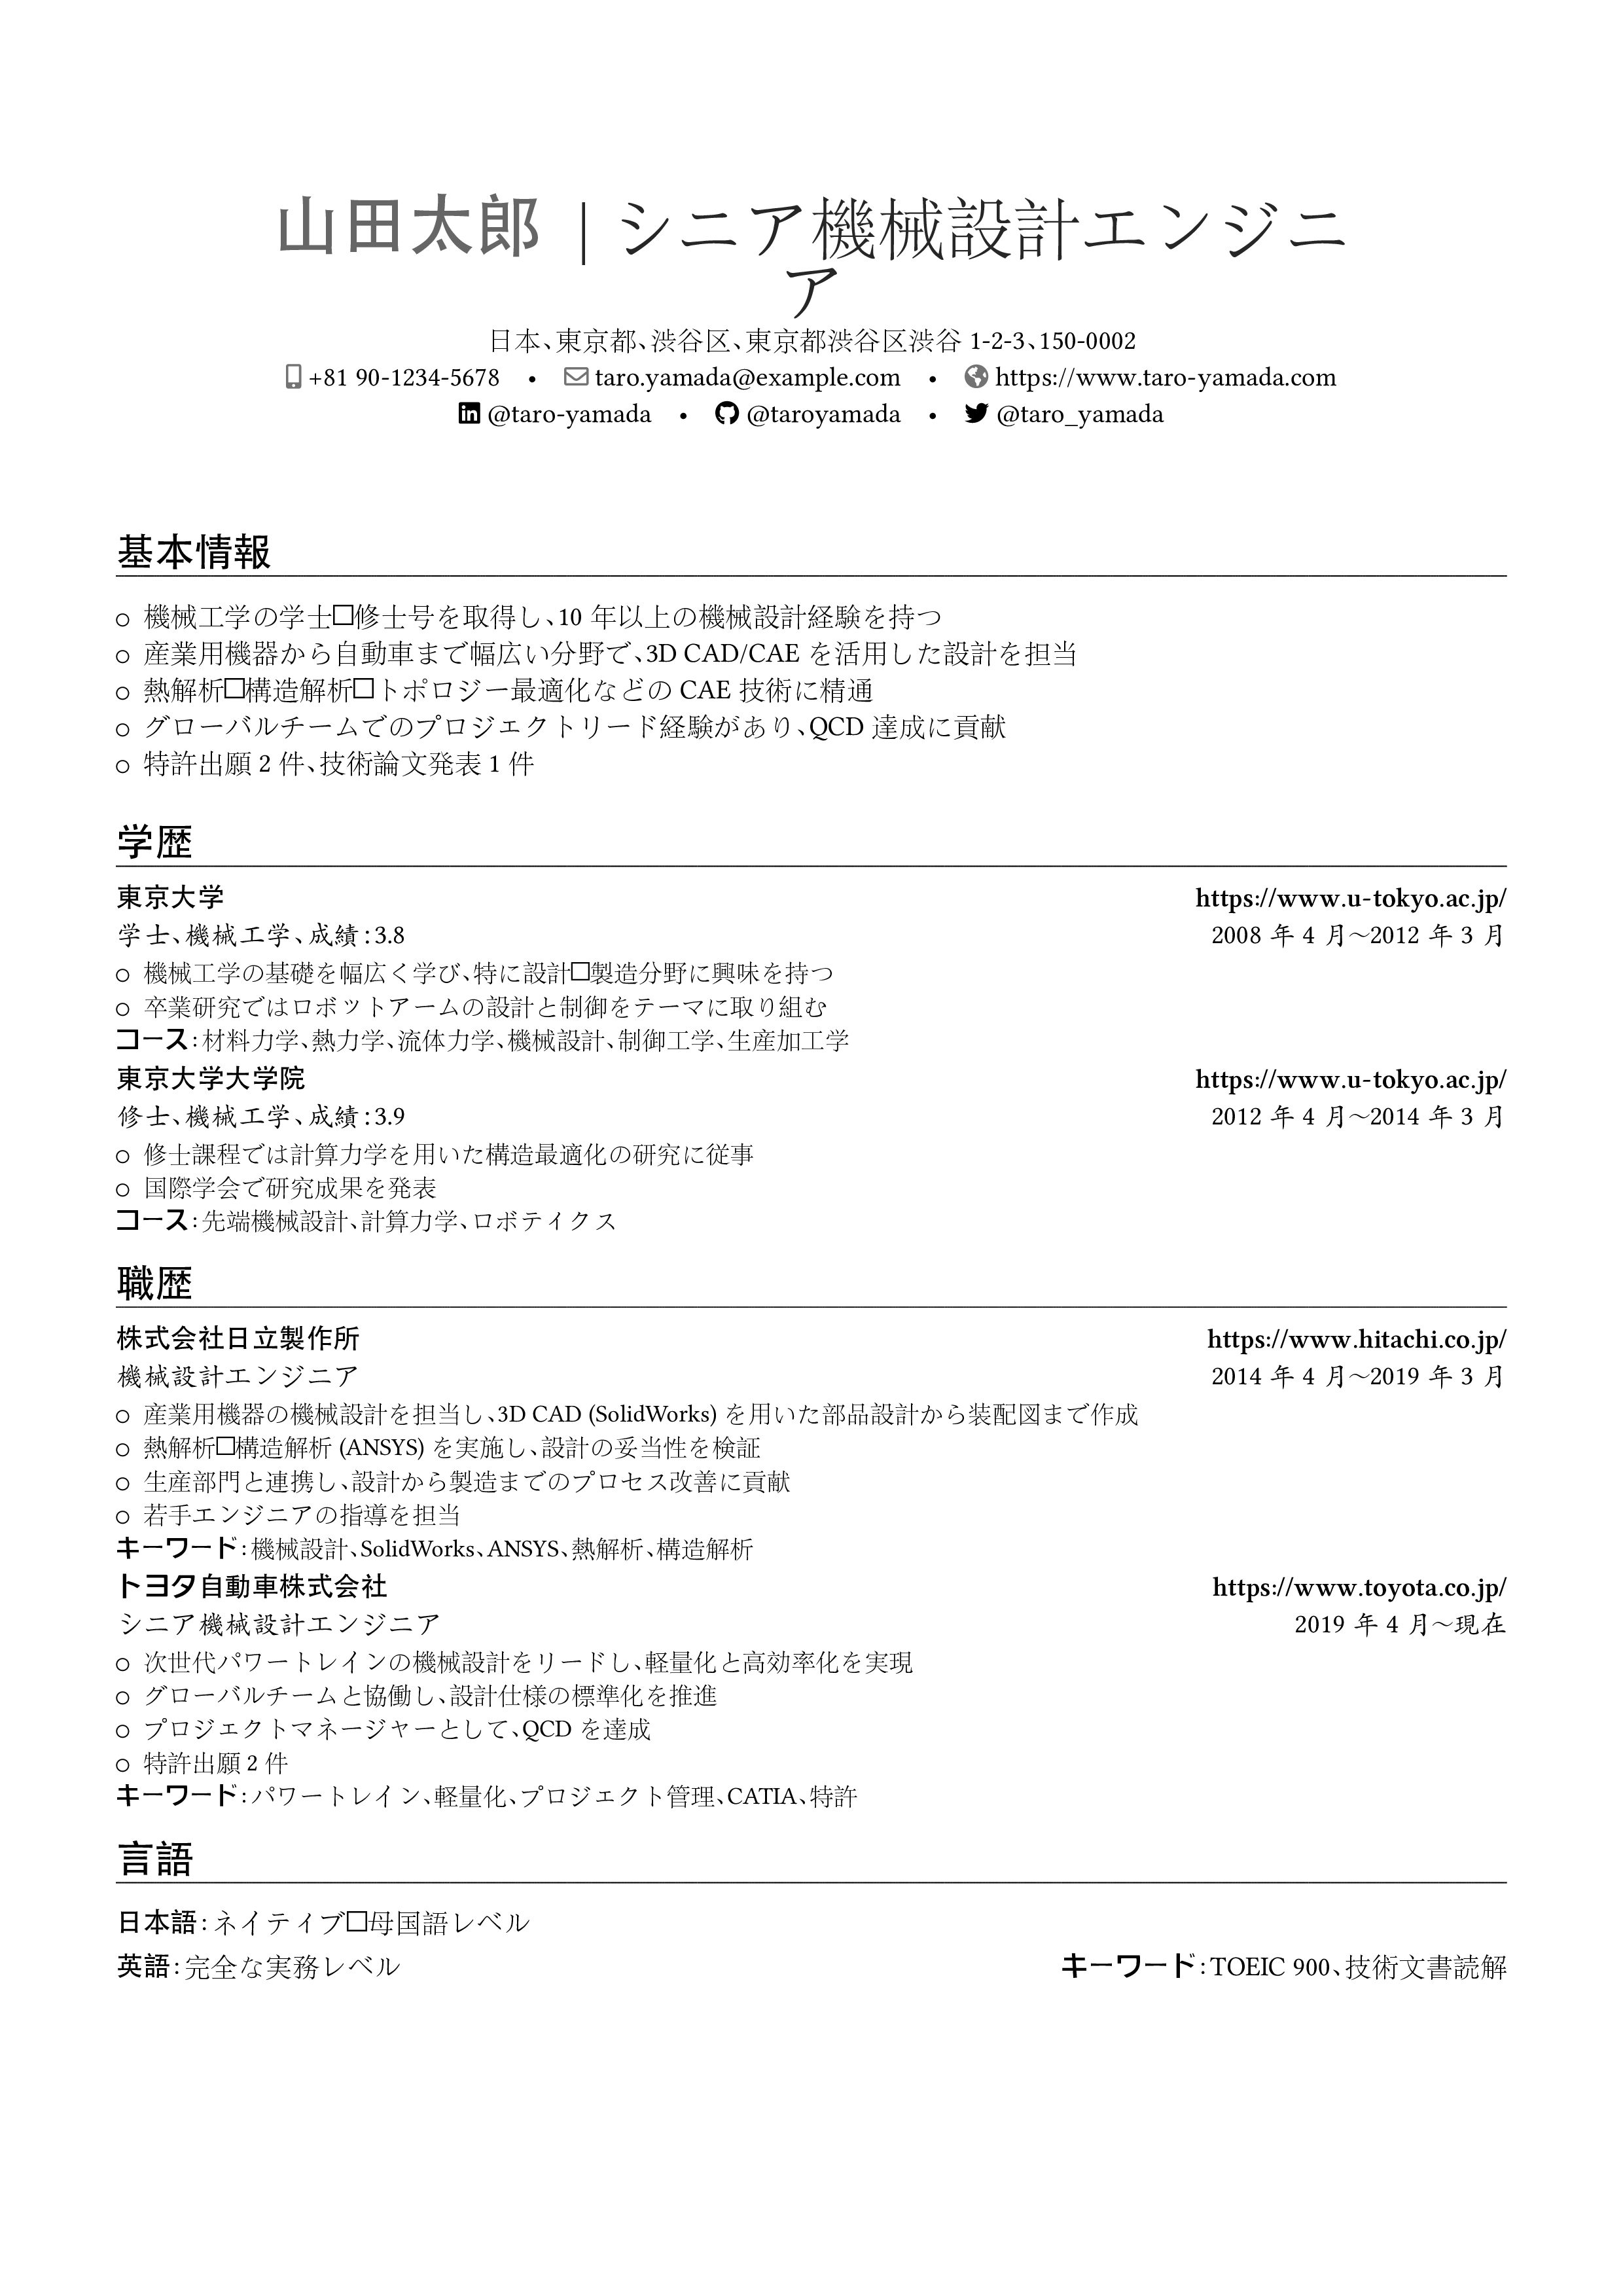 山田太郎 | シニア機械設計エンジニ
ア
日本、東京都、渋谷区、東京都渋谷区渋谷 1-2-3、150-0002
+81 90-1234-5678 • taro.yamada@example.com • https://www.taro-yamada.com
@taro-yamada • @taroyamada • @taro_yamada
基本情報
○ 機械工学の学士□修士号を取得し、10 年以上の機械設計経験を持つ
○ 産業用機器から自動車まで幅広い分野で、3D CAD/CAE を活用した設計を担当
○ 熱解析□構造解析□トポロジー最適化などの CAE 技術に精通
○ グローバルチームでのプロジェクトリード経験があり、QCD 達成に貢献
○ 特許出願 2 件、技術論文発表 1 件
学歴
東京大学 https://www.u-tokyo.ac.jp/
学士、機械工学、成績：3.8 2008 年 4 月～2012 年 3 月
○ 機械工学の基礎を幅広く学び、特に設計□製造分野に興味を持つ
○ 卒業研究ではロボットアームの設計と制御をテーマに取り組む
コース：材料力学、熱力学、流体力学、機械設計、制御工学、生産加工学
東京大学大学院 https://www.u-tokyo.ac.jp/
修士、機械工学、成績：3.9 2012 年 4 月～2014 年 3 月
○ 修士課程では計算力学を用いた構造最適化の研究に従事
○ 国際学会で研究成果を発表
コース：先端機械設計、計算力学、ロボティクス
職歴
株式会社日立製作所 https://www.hitachi.co.jp/
機械設計エンジニア 2014 年 4 月～2019 年 3 月
○ 産業用機器の機械設計を担当し、3D CAD (SolidWorks) を用いた部品設計から装配図まで作成
○ 熱解析□構造解析 (ANSYS) を実施し、設計の妥当性を検証
○ 生産部門と連携し、設計から製造までのプロセス改善に貢献
○ 若手エンジニアの指導を担当
キーワード：機械設計、SolidWorks、ANSYS、熱解析、構造解析
トヨタ自動車株式会社 https://www.toyota.co.jp/
シニア機械設計エンジニア 2019 年 4 月～現在
○ 次世代パワートレインの機械設計をリードし、軽量化と高効率化を実現
○ グローバルチームと協働し、設計仕様の標準化を推進
○ プロジェクトマネージャーとして、QCD を達成
○ 特許出願 2 件
キーワード：パワートレイン、軽量化、プロジェクト管理、CATIA、特許
言語
日本語：ネイティブ□母国語レベル
英語：完全な実務レベル キーワード：TOEIC 900、技術文書読解